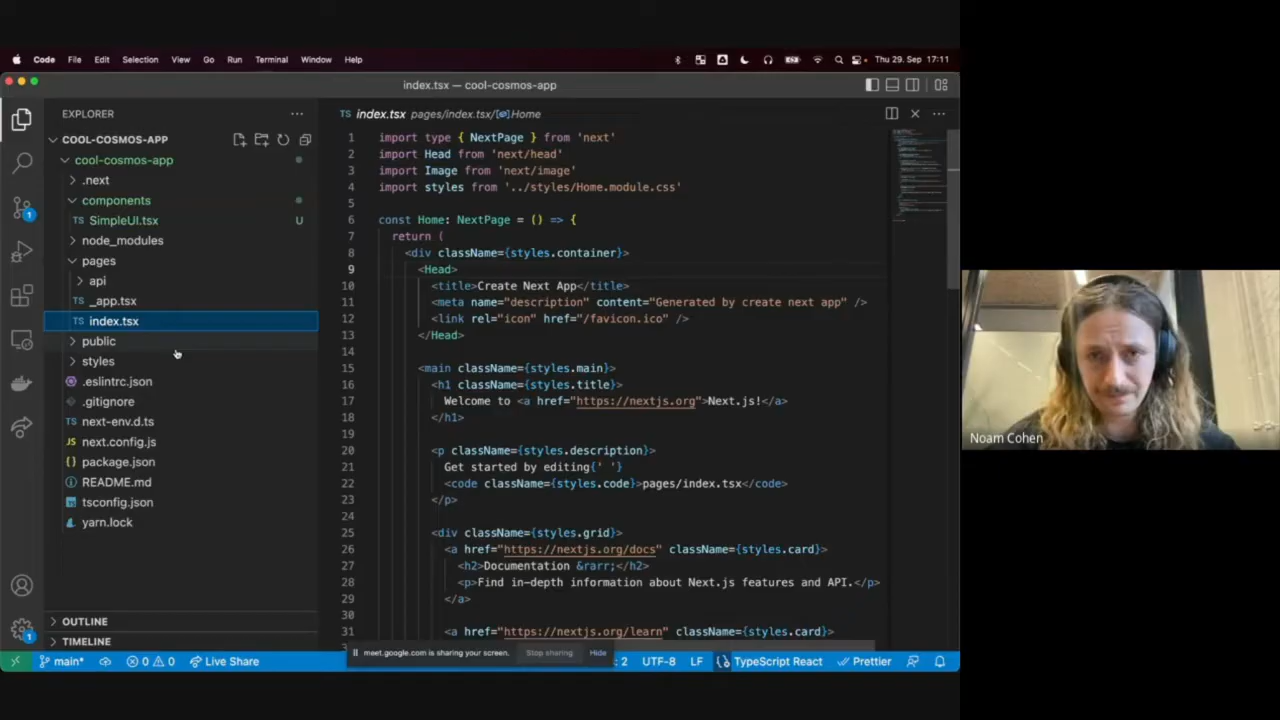 Code File Edit Selection View Go Run Terminal Window Help Thu 29. Sep 17:11
index.tsx — cool-cosmos-app
EXPLORER
COOL-COSMOS-APP
cool-cosmos-app
.next
components
SimpleUI.tsx U
node_modules
pages
api
TS _app.tsx
TS index.tsx
public
styles
.eslintrc.json
.gitignore
TS next-env.d.ts
JS next.config.js
{} package.json
README.md
tsconfig.json
yarn.lock
OUTLINE
TIMELINE
TS index.tsx pages/index.tsx/Home
1 import type { NextPage } from 'next'
2 import Head from 'next/head'
3 import Image from 'next/image'
4 import styles from '../styles/Home.module.css'
5
6 const Home: NextPage = () => {
7 return (
8 <div className={styles.container}>
9 <Head>
10 <title>Create Next App</title>
11 <meta name="description" content="Generated by create next app" />
12 <link rel="icon" href="/favicon.ico" />
13 </Head>
14
15 <main className={styles.main}>
16 <h1 className={styles.title}>
17 Welcome to <a href="https://nextjs.org">Next.js!</a>
18 </h1>
19
20 <p className={styles.description}>
21 Get started by editing{' '}
22 <code className={styles.code}>pages/index.tsx</code>
23 </p>
24
25 <div className={styles.grid}>
26 <a href="https://nextjs.org/docs" className={styles.card}>
27 <h2>Documentation &rarr;</h2>
28 <p>Find in-depth information about Next.js features and API.</p>
29 </a>
30
31 <a href="https://nextjs.org/learn" className={styles.card}>
meet.google.com is sharing your screen. Stop sharing Hide
main* 0 0 Live Share : 2 UTF-8 LF TypeScript React Prettier
1
1
Noam Cohen